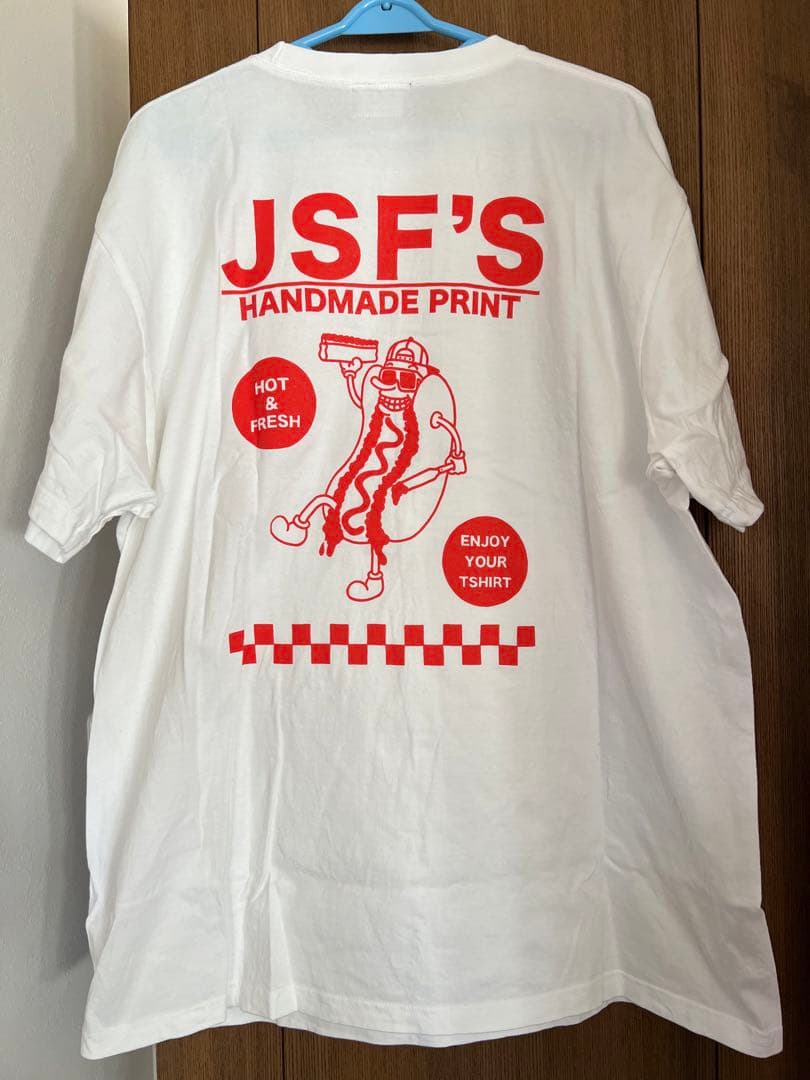 JSF'S
HANDMADE PRINT
HOT
&
FRESH
ENJOY
YOUR
TSHIRT